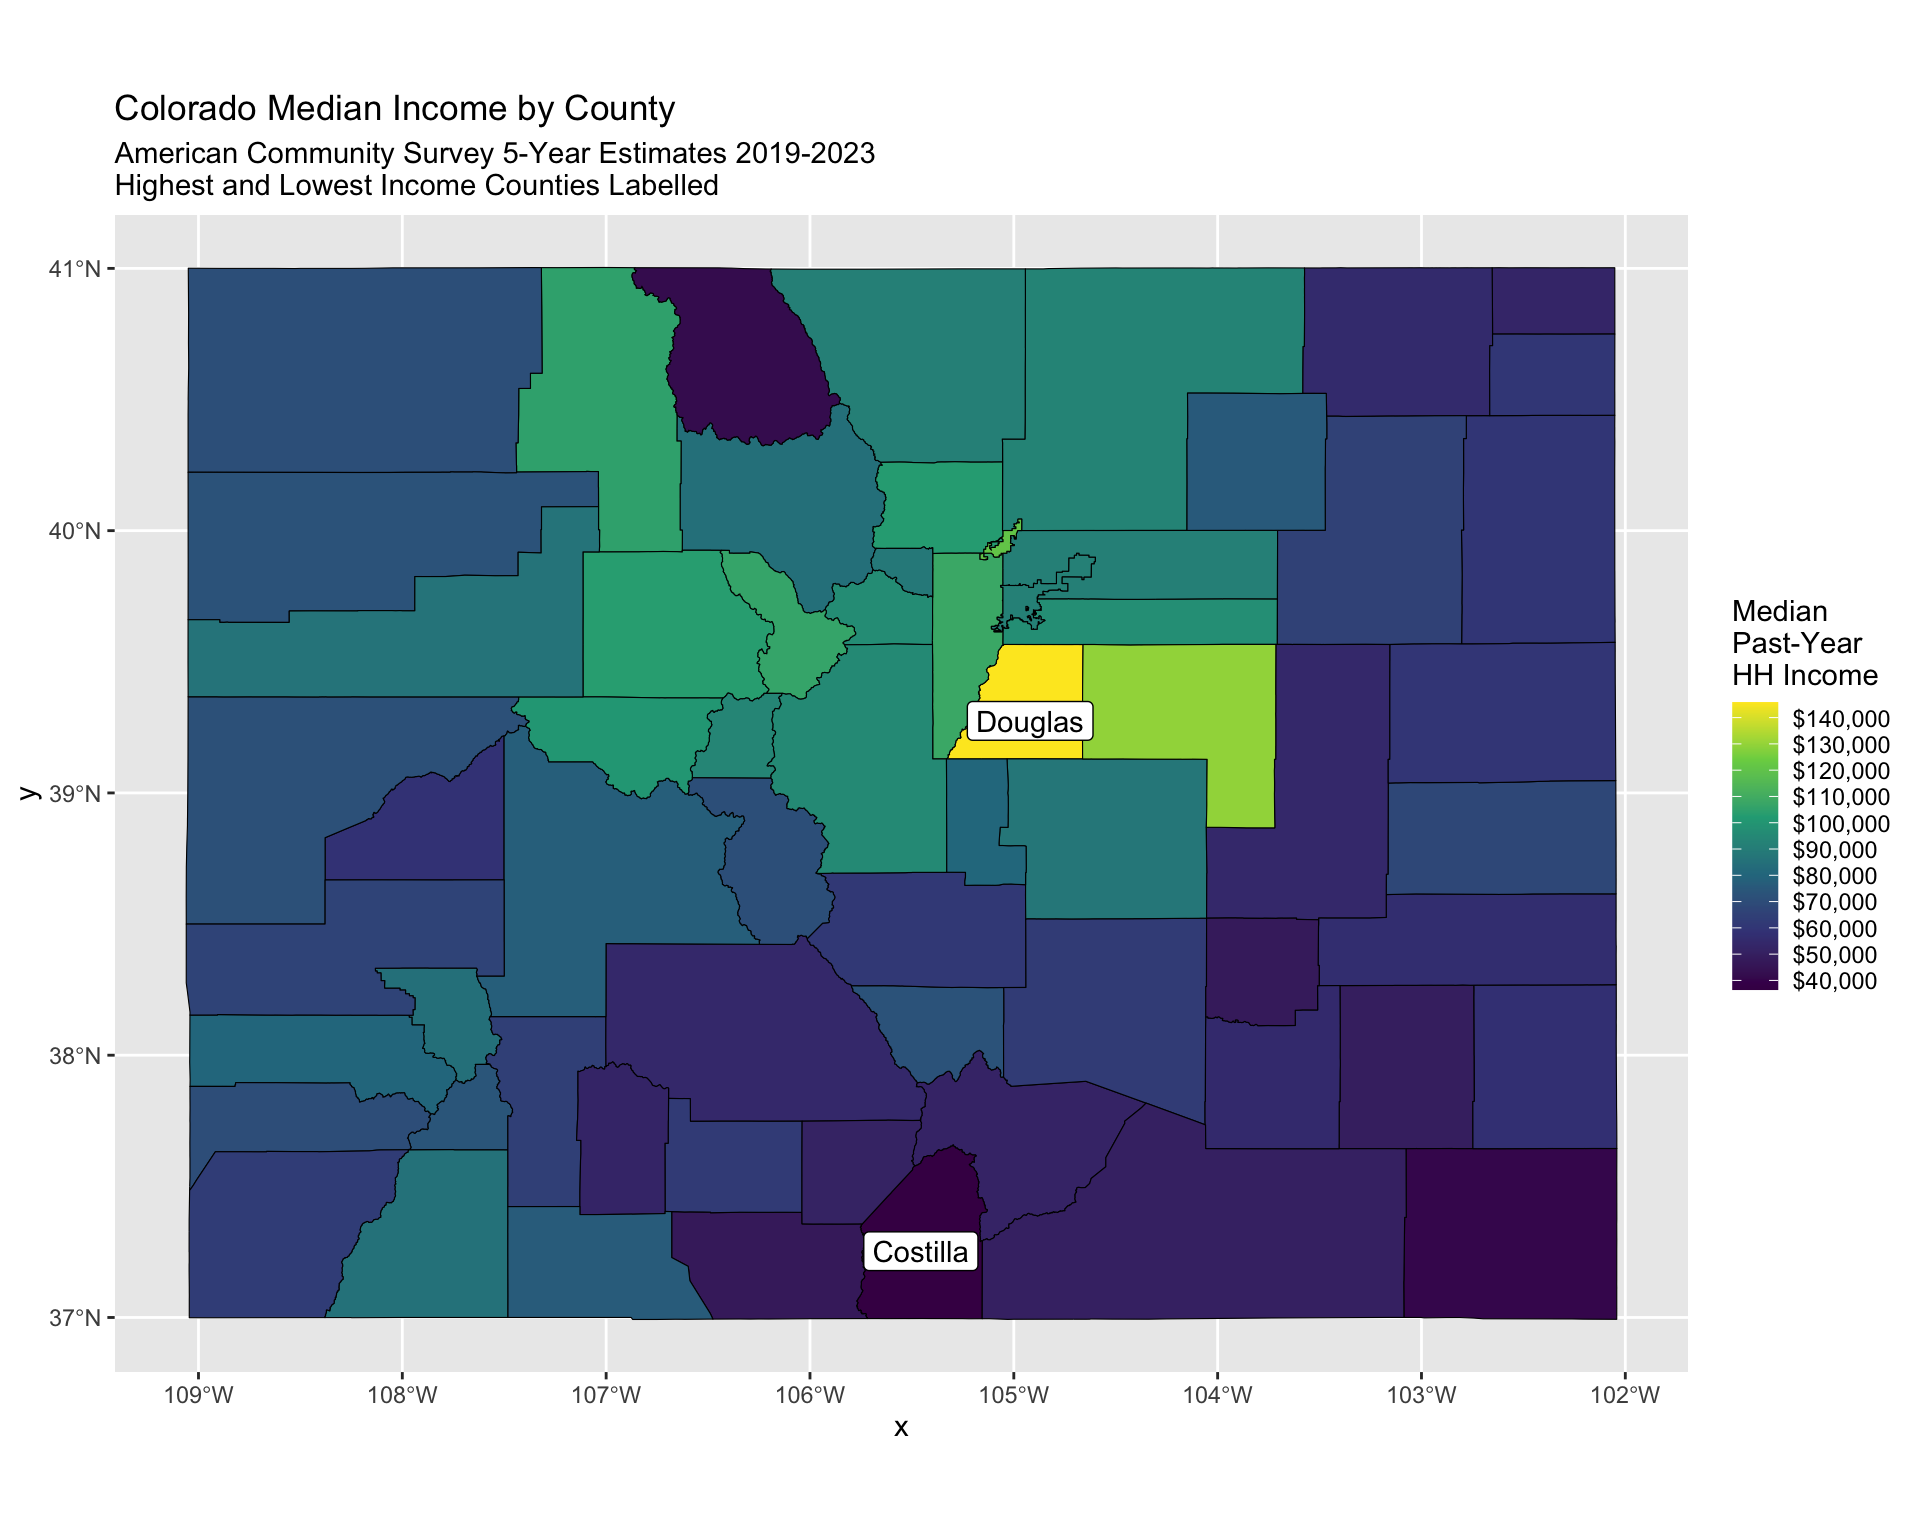 Colorado Median Income by County
American Community Survey 5-Year Estimates 2019-2023
Highest and Lowest Income Counties Labelled
41°N
40°N
39°N
38°N
37°N
y
Douglas
Costilla
109°W
108°W
107°W
106°W
105°W
104°W
103°W
102°W
x
Median
Past-Year
HH Income
$140,000
$130,000
$120,000
$110,000
$100,000
$90,000
$80,000
$70,000
$60,000
$50,000
$40,000